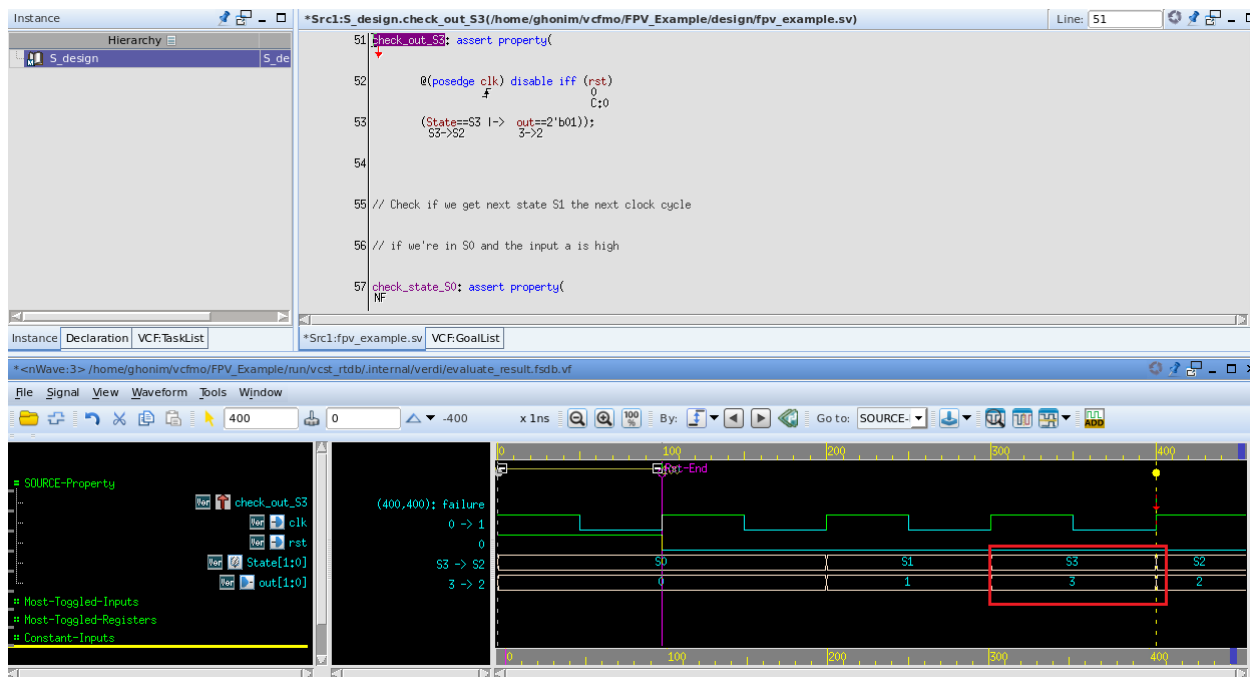 Instance
*Src1:S_design.check_out_S3(/home/ghonim/vcfmo/FPV_Example/design/fpv_example.sv)
Line: 51
Hierarchy
S_design
S_de
51 check_out_S3: assert property(
52 @(posedge clk) disable iff (rst)
0
C:0
53 (State==S3 |-> out==2'b01));
S3->S2 3->2
54
55 // Check if we get next state S1 the next clock cycle
56 // if we're in S0 and the input a is high
57 check_state_S0: assert property(
NF
Instance Declaration VCF:TaskList
*Src1:fpv_example.sv VCF:GoalList
*<nWave:3> /home/ghonim/vcfmo/FPV_Example/run/vcst_rtdb/.internal/verdi/evaluate_result.fsdb.vf
File Signal View Waveform Tools Window
400 0 -400 x 1ns 100% By: Go to: SOURCE- ADD
0 100 200 300 400
-End
SOURCE-Property
Ver check_out_S3 (400,400): failure
Ver clk 0 -> 1
Ver rst 0
Ver State[1:0] S3 -> S2 S0 S1 S3 S2
Ver out[1:0] 3 -> 2 0 1 3 2
Most-Toggled-Inputs
Most-Toggled-Registers
Constant-Inputs
0 100 200 300 400